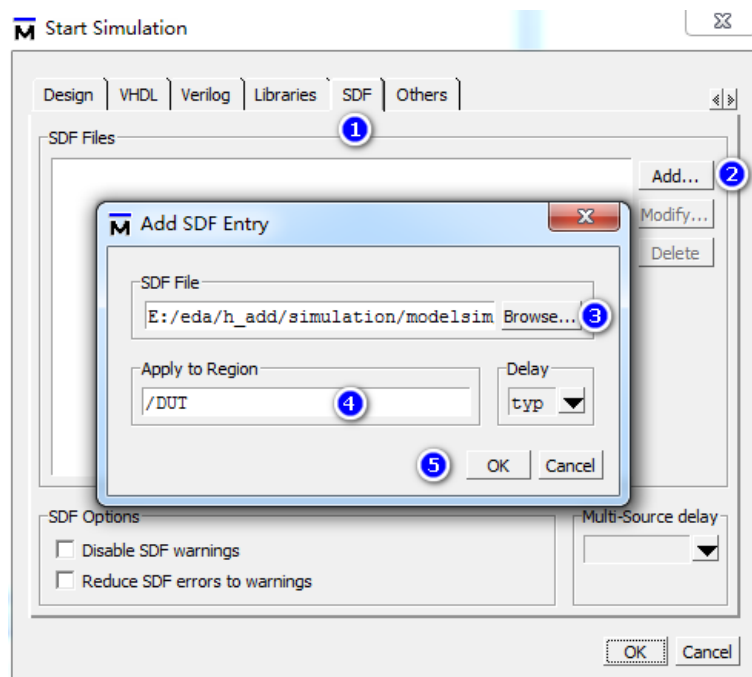 Start Simulation
Design VHDL Verilog Libraries SDF Others
1
SDF Files
Add... 2
Modify...
Delete
Add SDF Entry
SDF File
E:/eda/h_add/simulation/modelsim Browse... 3
Apply to Region
/DUT 4
Delay
typ
5 OK Cancel
SDF Options
Disable SDF warnings
Reduce SDF errors to warnings
Multi-Source delay
OK Cancel